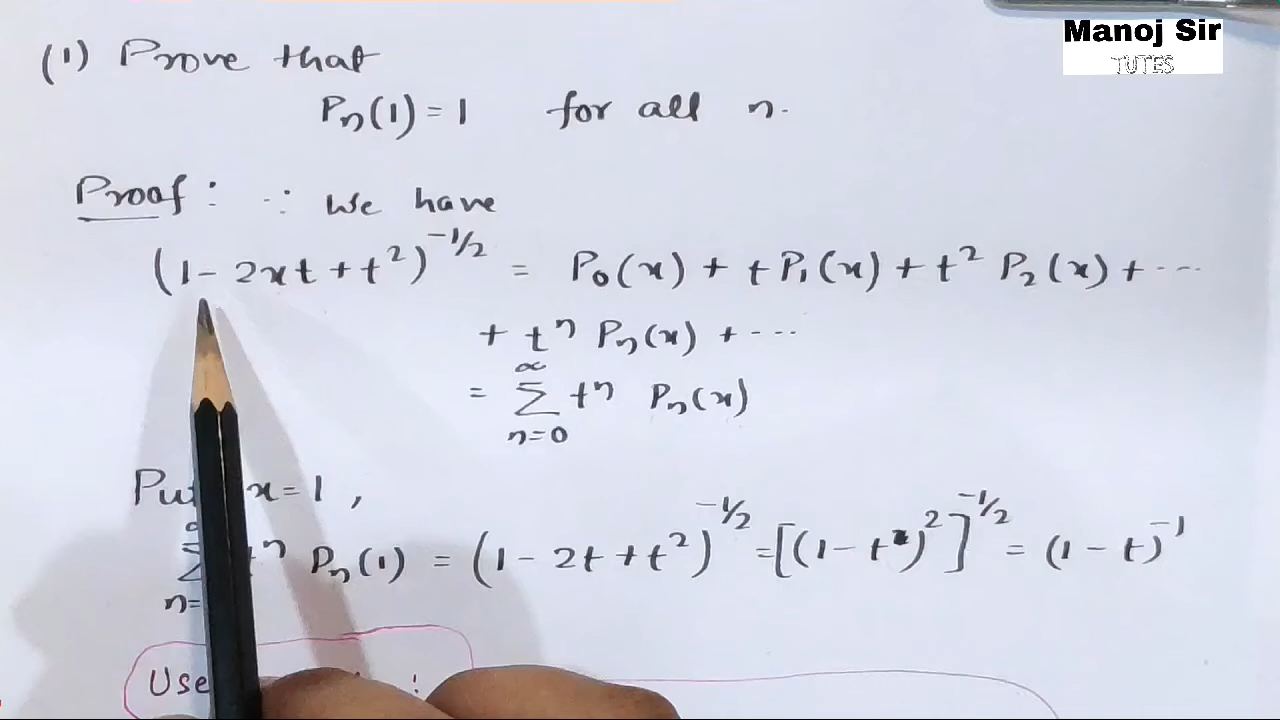 Manoj Sir
TUTES
(1) Prove that
Pₙ(1) = 1 for all n.
Proof : ∵ We have
(1 - 2xt + t²)^(-1/2) = P₀(x) + t P₁(x) + t² P₂(x) + ...
+ tⁿ Pₙ(x) + ...
= ∑_{n=0}^{∞} tⁿ Pₙ(x)
x = 1 ,
tⁿ Pₙ(1) = (1 - 2t + t²)^(-1/2) = [(1 - t)²]^(-1/2) = (1 - t)⁻¹
n=
Use :